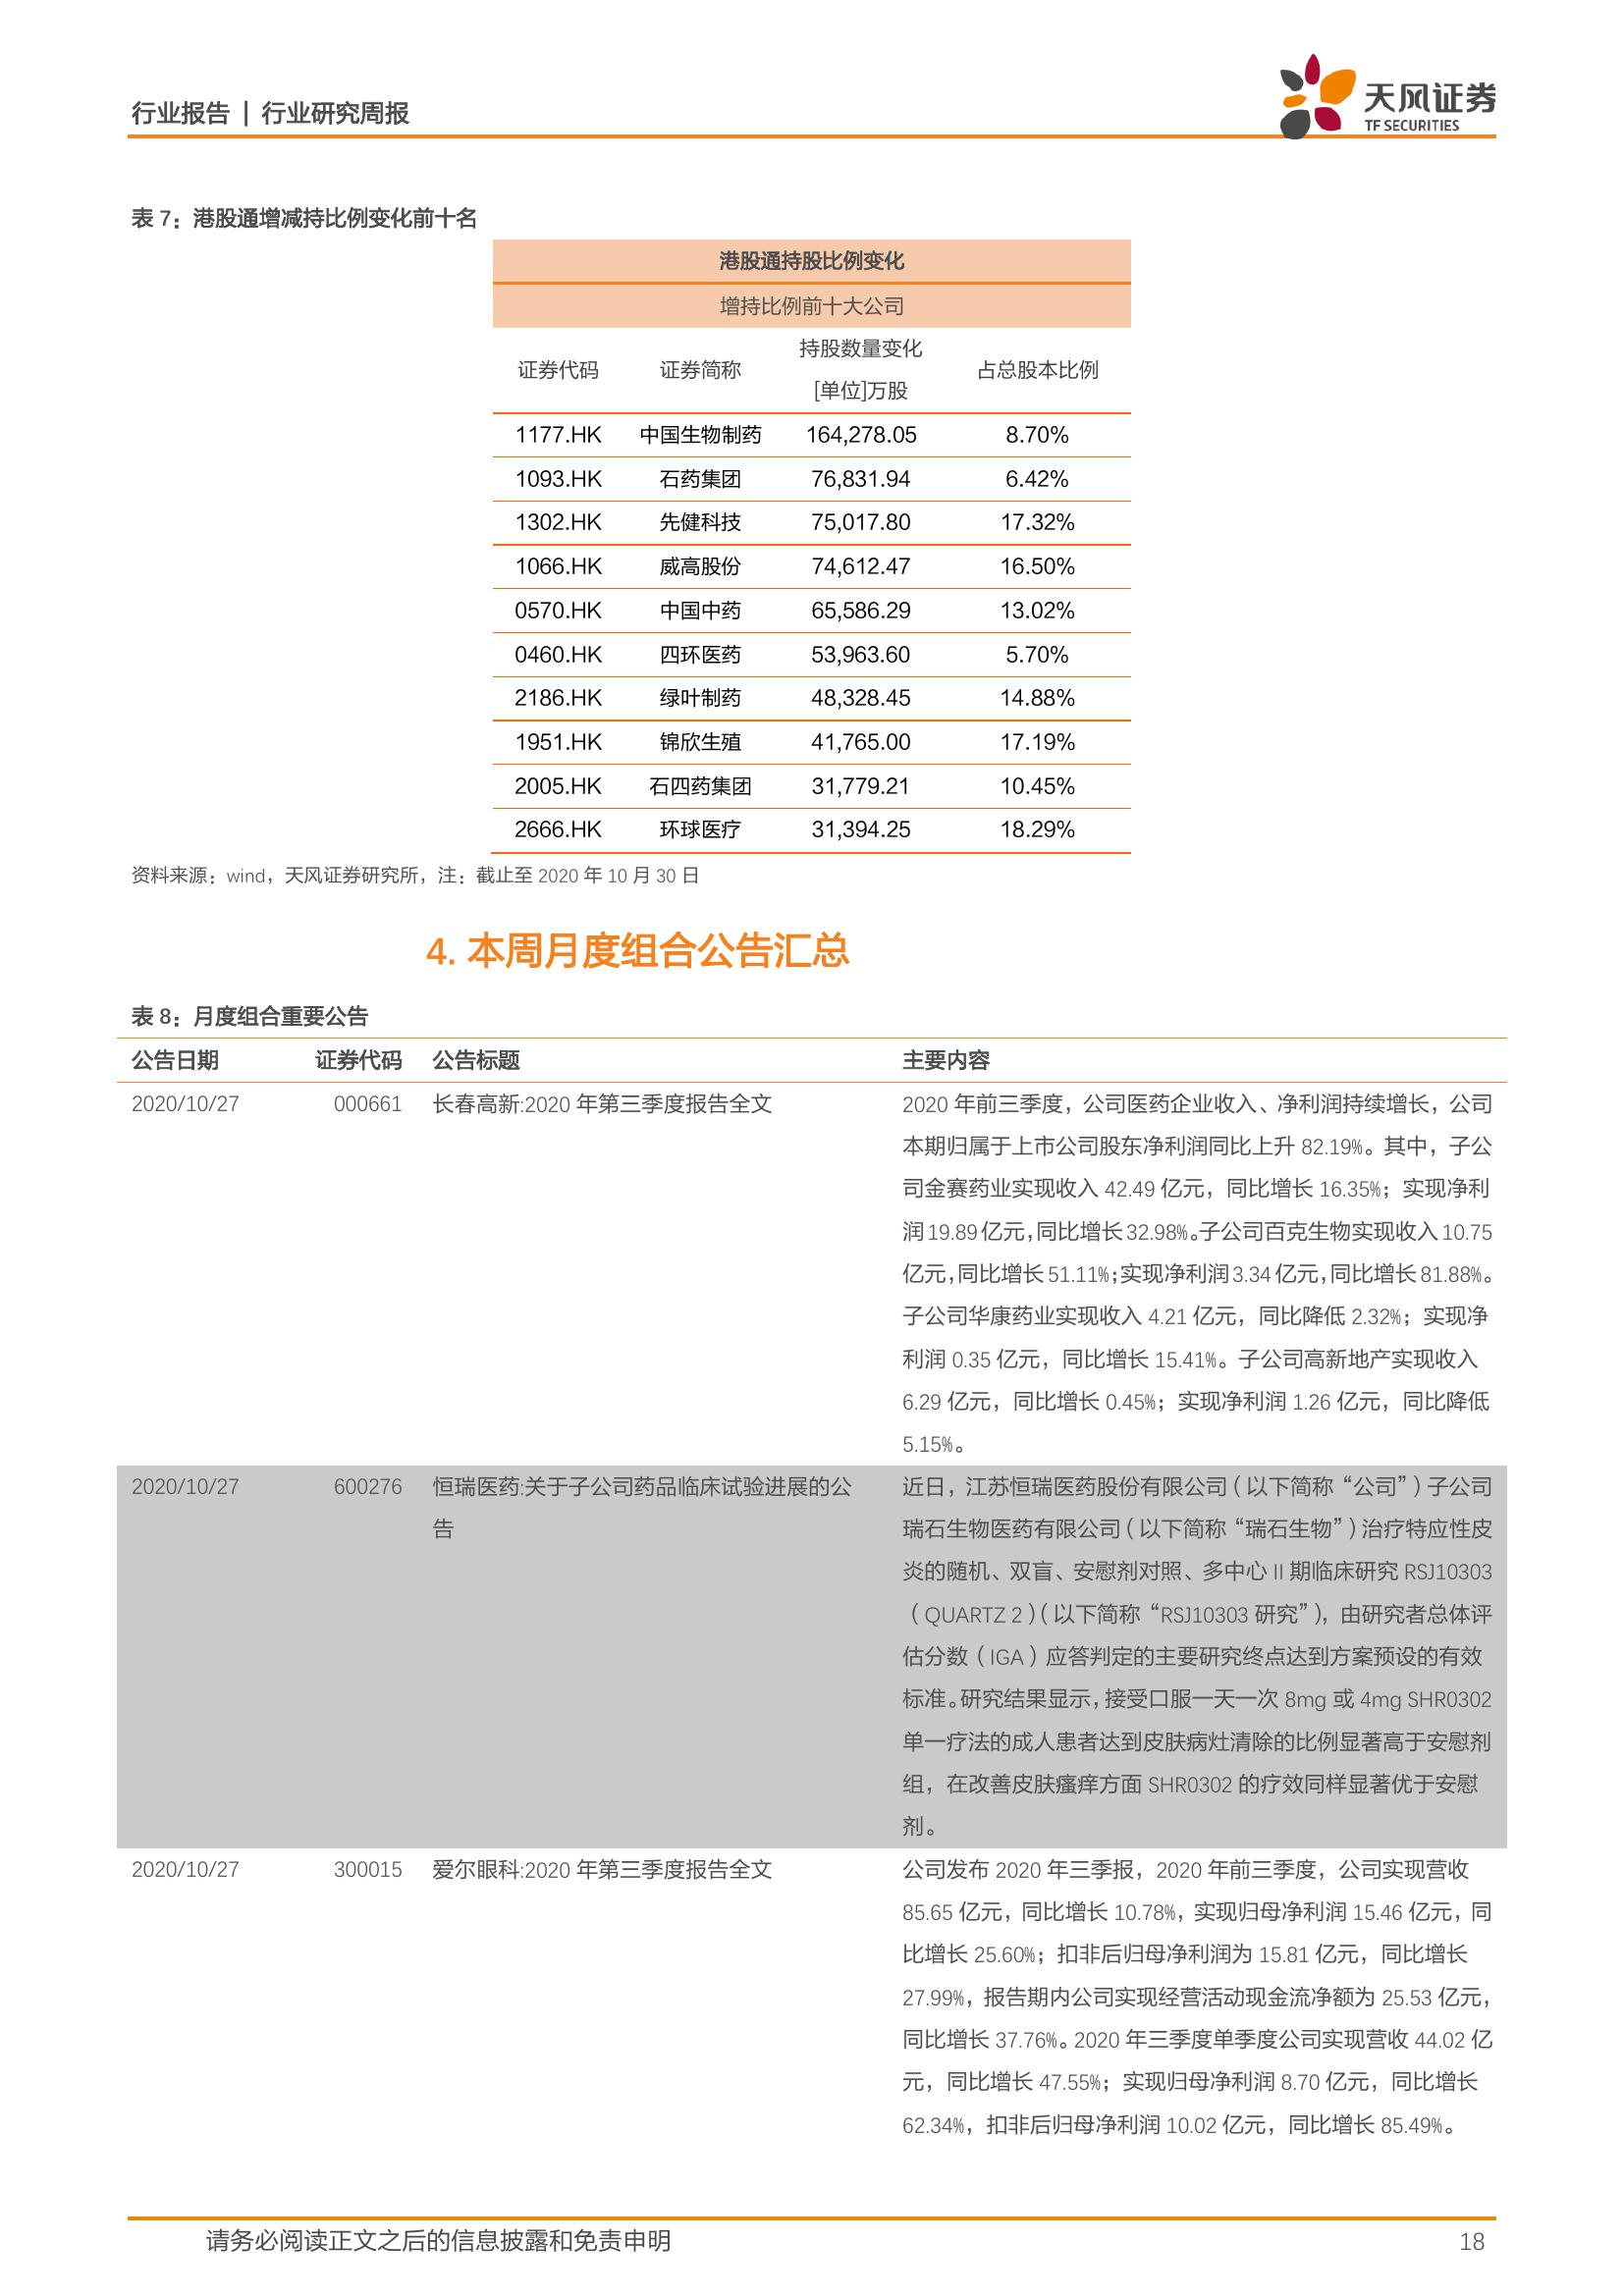 行业报告 | 行业研究周报
天风证券
TF SECURITIES
表 7：港股通增减持比例变化前十名
港股通持股比例变化
增持比例前十大公司
证券代码 证券简称 持股数量变化 [单位]万股 占总股本比例
1177.HK 中国生物制药 164,278.05 8.70%
1093.HK 石药集团 76,831.94 6.42%
1302.HK 先健科技 75,017.80 17.32%
1066.HK 威高股份 74,612.47 16.50%
0570.HK 中国中药 65,586.29 13.02%
0460.HK 四环医药 53,963.60 5.70%
2186.HK 绿叶制药 48,328.45 14.88%
1951.HK 锦欣生殖 41,765.00 17.19%
2005.HK 石四药集团 31,779.21 10.45%
2666.HK 环球医疗 31,394.25 18.29%
资料来源：wind，天风证券研究所，注：截止至 2020 年 10 月 30 日
4. 本周月度组合公告汇总
表 8：月度组合重要公告
公告日期 证券代码 公告标题 主要内容
2020/10/27 000661 长春高新:2020 年第三季度报告全文 2020 年前三季度，公司医药企业收入、净利润持续增长，公司
本期归属于上市公司股东净利润同比上升 82.19%。其中，子公
司金赛药业实现收入 42.49 亿元，同比增长 16.35%；实现净利
润 19.89 亿元，同比增长 32.98%。子公司百克生物实现收入 10.75
亿元，同比增长 51.11%；实现净利润 3.34 亿元，同比增长 81.88%。
子公司华康药业实现收入 4.21 亿元，同比降低 2.32%；实现净
利润 0.35 亿元，同比增长 15.41%。子公司高新地产实现收入
6.29 亿元，同比增长 0.45%；实现净利润 1.26 亿元，同比降低
5.15%。
2020/10/27 600276 恒瑞医药:关于子公司药品临床试验进展的公 近日，江苏恒瑞医药股份有限公司（以下简称“公司”）子公司
告 瑞石生物医药有限公司（以下简称“瑞石生物”）治疗特应性皮
炎的随机、双盲、安慰剂对照、多中心 II 期临床研究 RSJ10303
（QUARTZ 2）（以下简称“RSJ10303 研究”），由研究者总体评
估分数（IGA）应答判定的主要研究终点达到方案预设的有效
标准。研究结果显示，接受口服一天一次 8mg 或 4mg SHR0302
单一疗法的成人患者达到皮肤病灶清除的比例显著高于安慰剂
组，在改善皮肤瘙痒方面 SHR0302 的疗效同样显著优于安慰
剂。
2020/10/27 300015 爱尔眼科:2020 年第三季度报告全文 公司发布 2020 年三季报，2020 年前三季度，公司实现营收
85.65 亿元，同比增长 10.78%，实现归母净利润 15.46 亿元，同
比增长 25.60%；扣非后归母净利润为 15.81 亿元，同比增长
27.99%，报告期内公司实现经营活动现金流净额为 25.53 亿元，
同比增长 37.76%。2020 年三季度单季度公司实现营收 44.02 亿
元，同比增长 47.55%；实现归母净利润 8.70 亿元，同比增长
62.34%，扣非后归母净利润 10.02 亿元，同比增长 85.49%。
请务必阅读正文之后的信息披露和免责申明 18